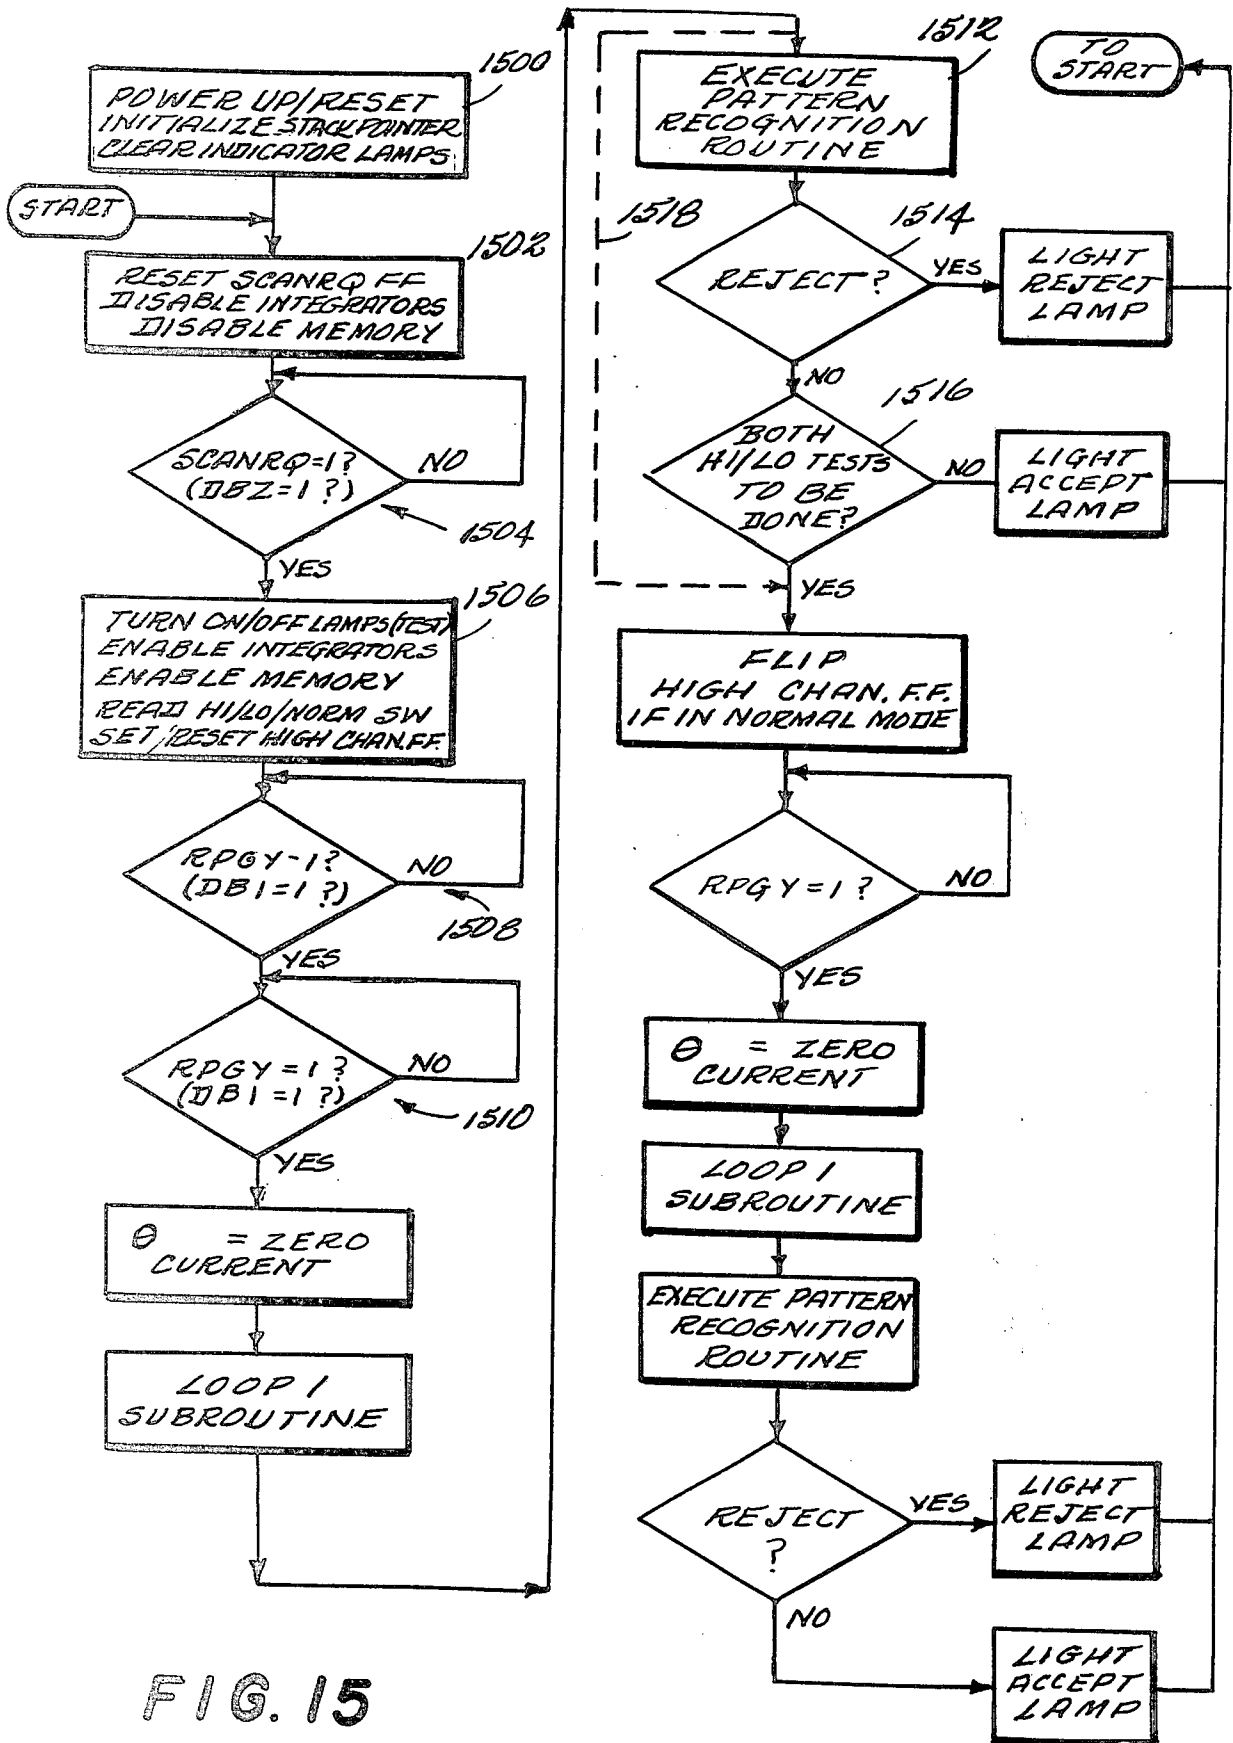 1500
POWER UP/RESET
INITIALIZE STACK POINTER
CLEAR INDICATOR LAMPS
START
1502
RESET SCANRQ FF
DISABLE INTEGRATORS
DISABLE MEMORY
SCANRQ=1?
(DBZ=1?)
NO
1504
YES
1506
TURN ON/OFF LAMPS (TEST)
ENABLE INTEGRATORS
ENABLE MEMORY
READ HI/LO/NORM SW
SET/RESET HIGH CHAN.FF.
RPGY-1?
(DB1=1?)
NO
1508
YES
RPGY=1?
(DB1=1?)
NO
1510
YES
Θ = ZERO
CURRENT
LOOP 1
SUBROUTINE
1512
EXECUTE
PATTERN
RECOGNITION
ROUTINE
TO
START
1518
1514
REJECT?
YES
LIGHT
REJECT
LAMP
NO
1516
BOTH
HI/LO TESTS
TO BE
DONE?
NO
LIGHT
ACCEPT
LAMP
YES
FLIP
HIGH CHAN. F.F.
IF IN NORMAL MODE
RPGY=1?
NO
YES
Θ = ZERO
CURRENT
LOOP 1
SUBROUTINE
EXECUTE PATTERN
RECOGNITION
ROUTINE
REJECT
?
YES
LIGHT
REJECT
LAMP
NO
LIGHT
ACCEPT
LAMP
FIG. 15